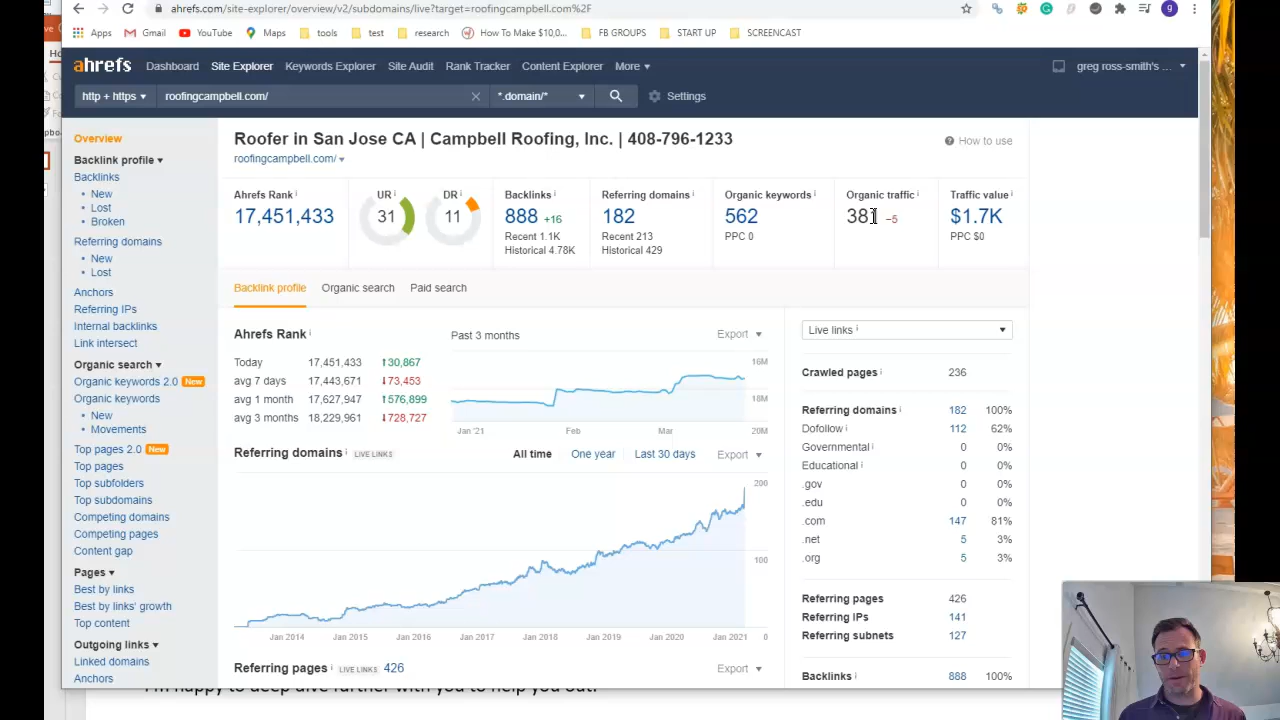 ahrefs.com/site-explorer/overview/v2/subdomains/live?target=roofingcampbell.com%2F
g
Apps Gmail YouTube Maps tools test research How To Make $10,0... FB GROUPS START UP SCREENCAST
ahrefs Dashboard Site Explorer Keywords Explorer Site Audit Rank Tracker Content Explorer More greg ross-smith's ...
http + https roofingcampbell.com/ *.domain/* Settings
Overview
Backlink profile
Backlinks
New
Lost
Broken
Referring domains
New
Lost
Anchors
Referring IPs
Internal backlinks
Link intersect
Organic search
Organic keywords 2.0 New
Organic keywords
New
Movements
Top pages 2.0 New
Top pages
Top subfolders
Top subdomains
Competing domains
Competing pages
Content gap
Pages
Best by links
Best by links' growth
Top content
Outgoing links
Linked domains
Anchors
Roofer in San Jose CA | Campbell Roofing, Inc. | 408-796-1233
How to use
roofingcampbell.com/
Ahrefs Rank UR DR Backlinks Referring domains Organic keywords Organic traffic Traffic value
17,451,433 31 11 888 +16 182 562 381 −5 $1.7K
Recent 1.1K Recent 213 PPC 0 PPC $0
Historical 4.78K Historical 429
Backlink profile Organic search Paid search
Ahrefs Rank Past 3 months Export
Today 17,451,433 ↑30,867
avg 7 days 17,443,671 ↓73,453
avg 1 month 17,627,947 ↑576,899
avg 3 months 18,229,961 ↓728,727
16M
18M
20M
Jan '21 Feb Mar
Referring domains LIVE LINKS All time One year Last 30 days Export
200
100
0
Jan 2014 Jan 2015 Jan 2016 Jan 2017 Jan 2018 Jan 2019 Jan 2020 Jan 2021
Referring pages LIVE LINKS 426 Export
Live links
Crawled pages 236
Referring domains 182 100%
Dofollow 112 62%
Governmental 0 0%
Educational 0 0%
.gov 0 0%
.edu 0 0%
.com 147 81%
.net 5 3%
.org 5 3%
Referring pages 426
Referring IPs 141
Referring subnets 127
Backlinks 888 100%
I'm happy to deep dive further with you to help you out.